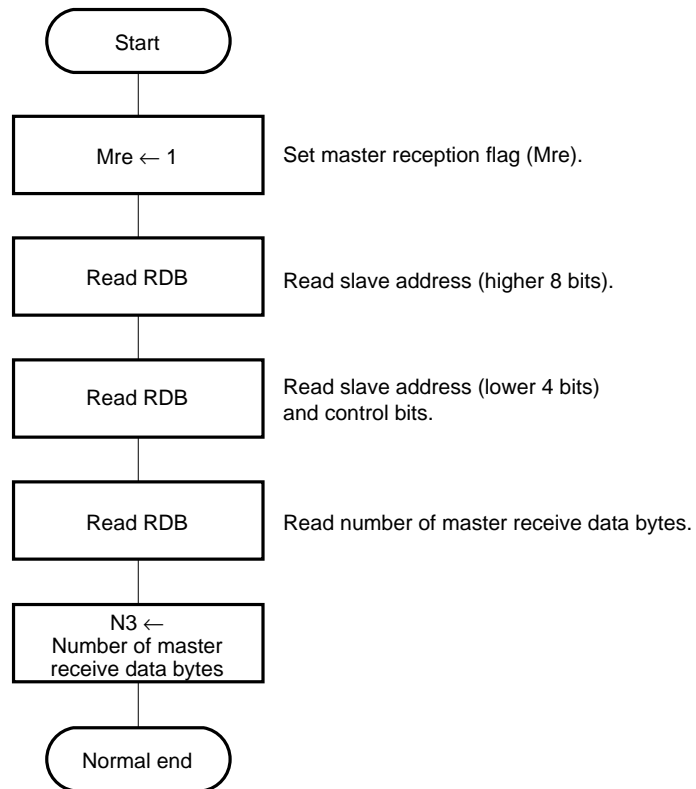 Start
Mre ← 1
Set master reception flag (Mre).
Read RDB
Read slave address (higher 8 bits).
Read RDB
Read slave address (lower 4 bits)
and control bits.
Read RDB
Read number of master receive data bytes.
N3 ←
Number of master
receive data bytes
Normal end